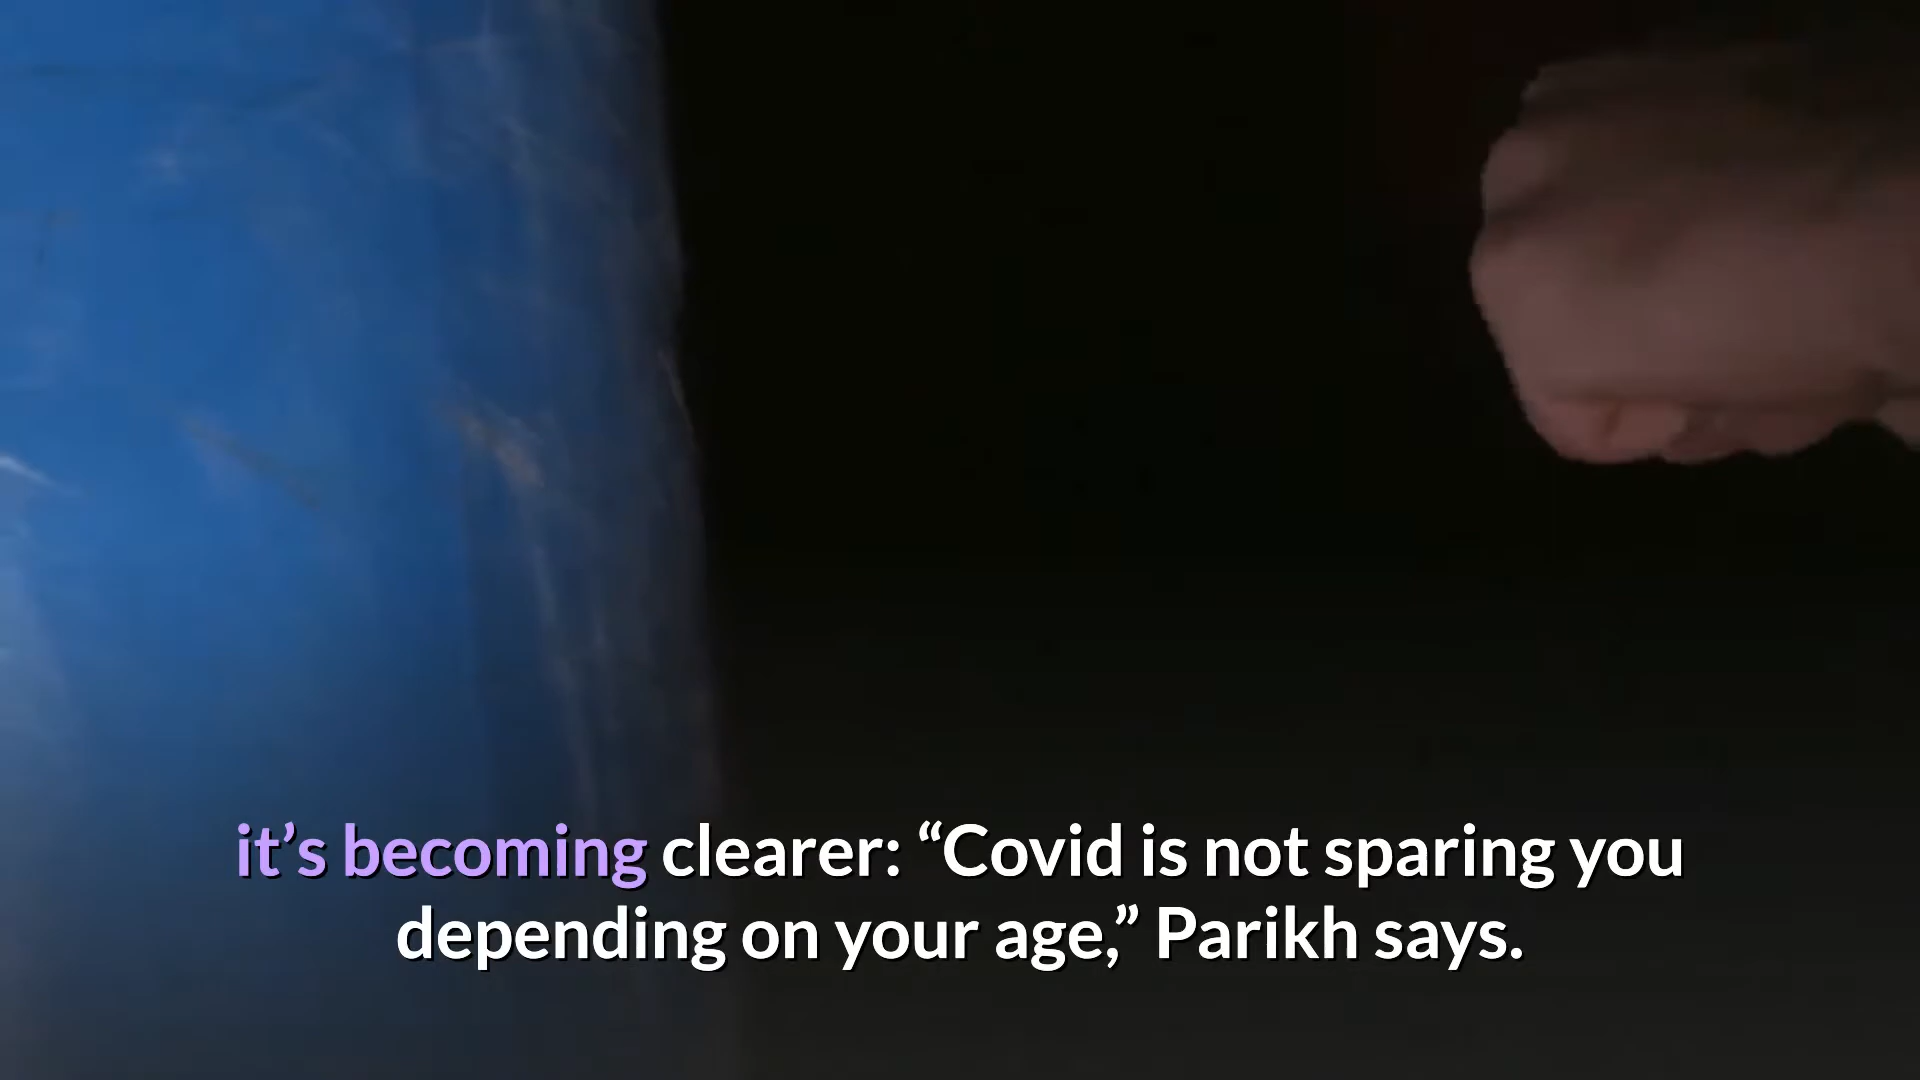 it’s becoming clearer: “Covid is not sparing you
depending on your age,” Parikh says.